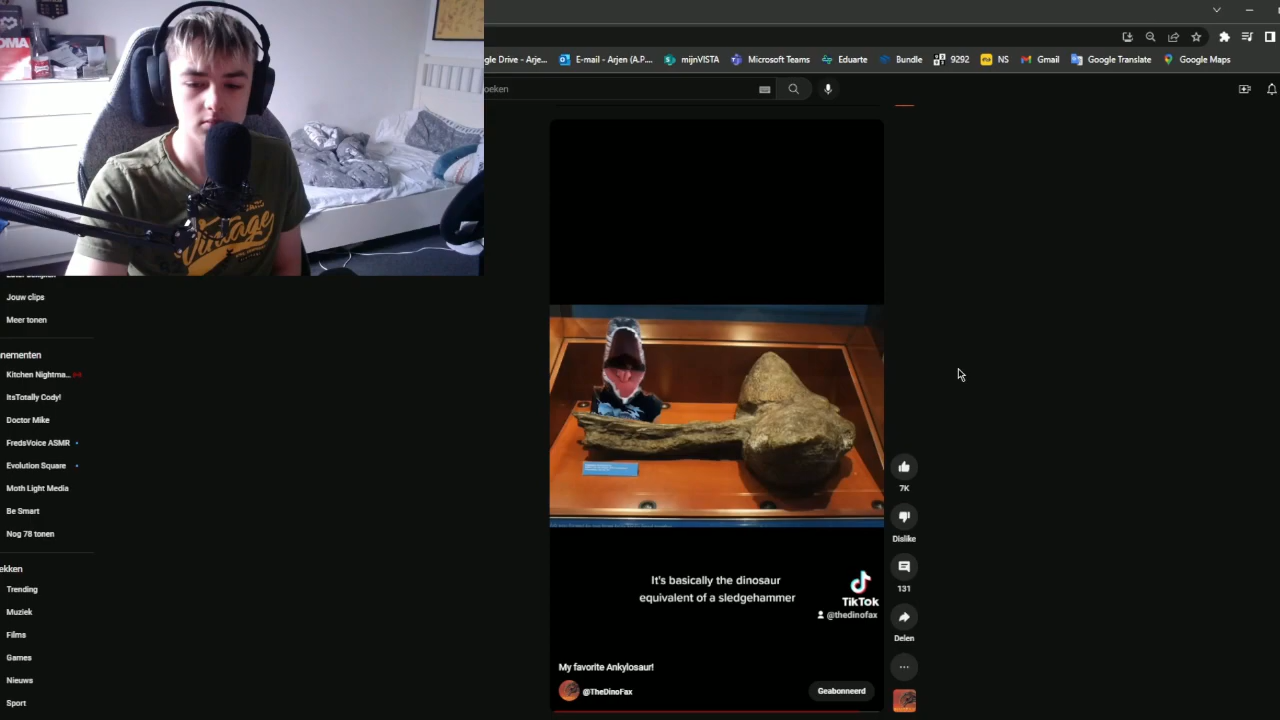 OMA
Vintage
gle Drive - Arje...
E-mail - Arjen (A.P....
mijnVISTA
Microsoft Teams
Eduarte
Bundle
9292
NS
Gmail
Google Translate
Google Maps
oeken
Jouw clips
Meer tonen
nnementen
Kitchen Nightma...
ItsTotally Cody!
Doctor Mike
FredsVoice ASMR
Evolution Square
Moth Light Media
Be Smart
Nog 78 tonen
ekken
Trending
Muziek
Films
Games
Nieuws
Sport
It's basically the dinosaur
equivalent of a sledgehammer
TikTok
@thedinofax
My favorite Ankylosaur!
@TheDinoFax
Geabonneerd
7K
Dislike
131
Delen